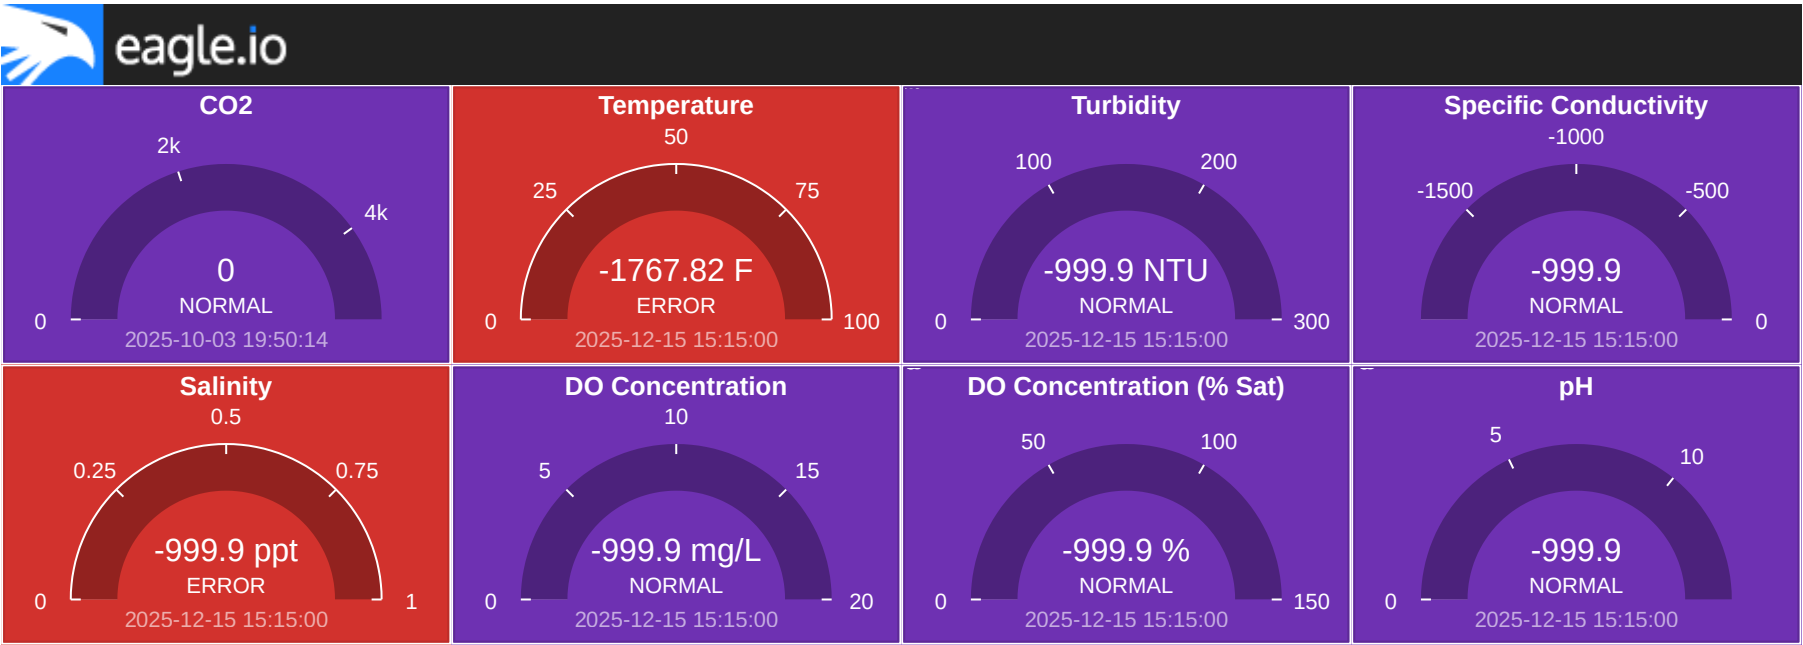 eagle.io
CO2
2k
4k
0
0
NORMAL
2025-10-03 19:50:14
Temperature
50
25
75
-1767.82 F
ERROR
0
100
2025-12-15 15:15:00
Turbidity
100
200
-999.9 NTU
NORMAL
0
300
2025-12-15 15:15:00
Specific Conductivity
-1000
-1500
-500
-999.9
NORMAL
0
2025-12-15 15:15:00
Salinity
0.5
0.25
0.75
-999.9 ppt
ERROR
0
1
2025-12-15 15:15:00
DO Concentration
10
5
15
-999.9 mg/L
NORMAL
0
20
2025-12-15 15:15:00
DO Concentration (% Sat)
50
100
-999.9 %
NORMAL
0
150
2025-12-15 15:15:00
pH
5
10
-999.9
NORMAL
0
2025-12-15 15:15:00